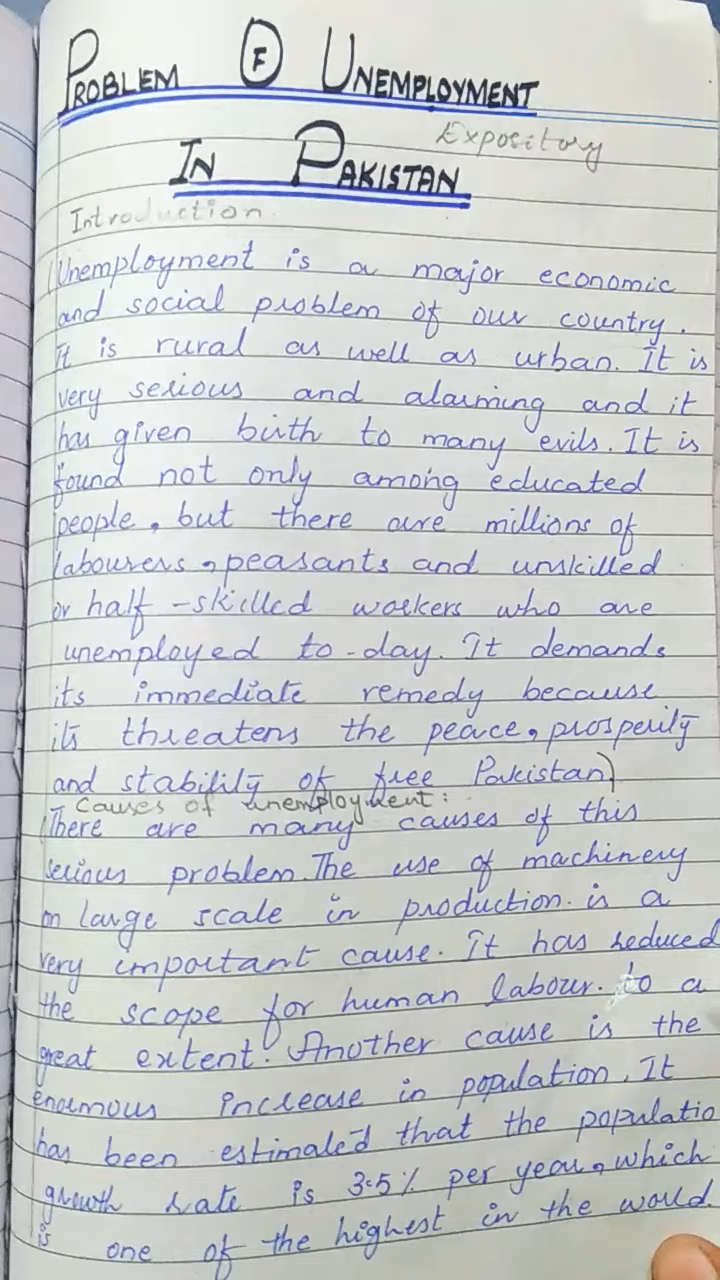 PROBLEM OF UNEMPLOYMENT
Expository
IN PAKISTAN
Introduction
(Unemployment is a major economic
and social problem of our country.
It is rural as well as urban. It is
very serious and alarming and it
has given birth to many evils. It is
found not only among educated
people, but there are millions of
labourers, peasants and unskilled
or half-skilled workers who are
unemployed to-day. It demands
its immediate remedy because
its threatens the peace, prosperity
and stability of free Pakistan)
Causes of unemployment:
(There are many causes of this
serious problem. The use of machinery
on large scale in production. is a
very important cause. It has reduced
the scope for human labour. to a
great extent. Another cause is the
enormous increase in population. It
has been estimated that the populatio
growth rate is 3.5% per year, which
is one of the highest in the world.